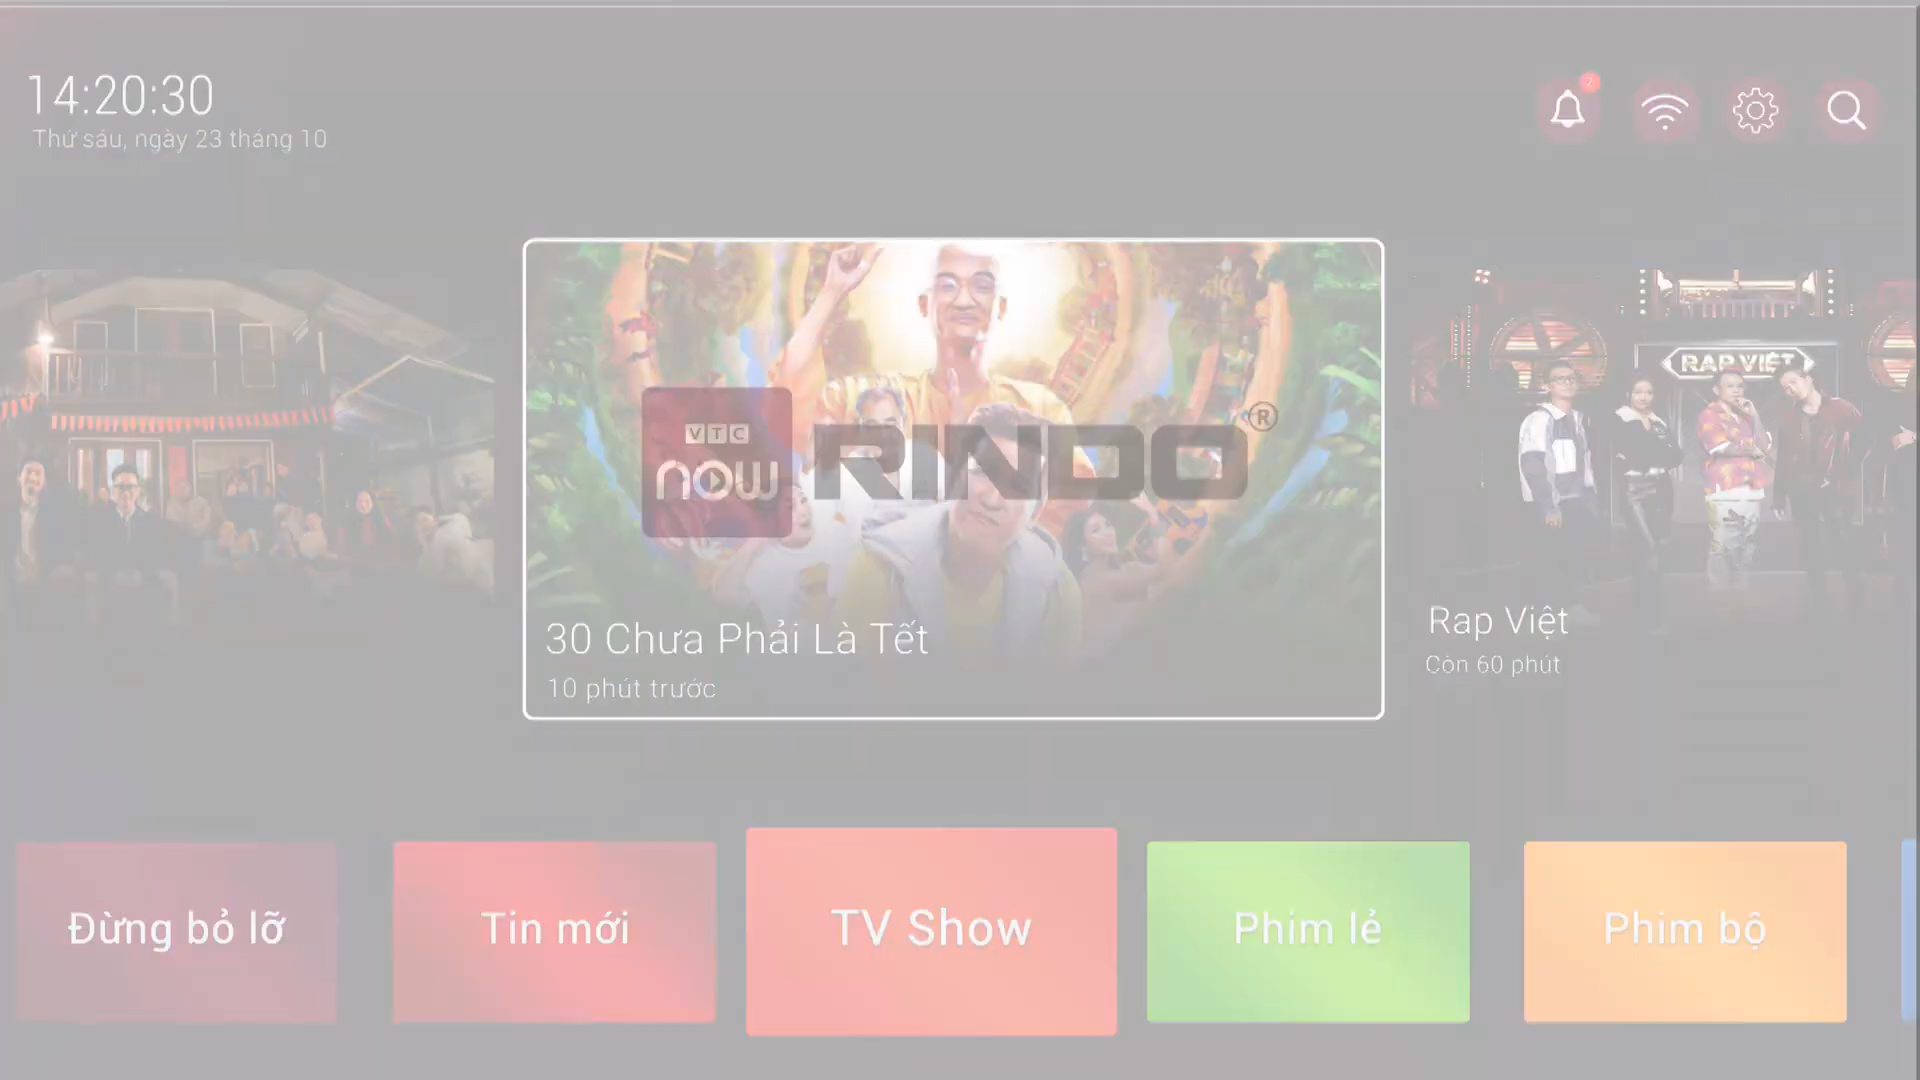 14:20:30
Thứ sáu, ngày 23 tháng 10
2
VTC
now
RINDO®
RAP VIỆT
30 Chưa Phải Là Tết
10 phút trước
Rap Việt
Còn 60 phút
Đừng bỏ lỡ
Tin mới
TV Show
Phim lẻ
Phim bộ